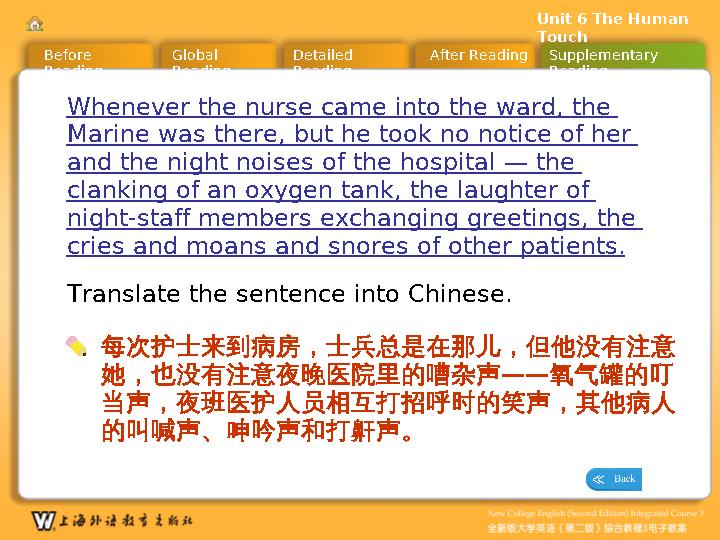 Unit 6 The Human
Touch
Before
Reading
Global
Reading
Detailed
Reading
After Reading
Supplementary
Reading
Whenever the nurse came into the ward, the
Marine was there, but he took no notice of her
and the night noises of the hospital — the
clanking of an oxygen tank, the laughter of
night-staff members exchanging greetings, the
cries and moans and snores of other patients.
Translate the sentence into Chinese.
每次护士来到病房，士兵总是在那儿，但他没有注意
她，也没有注意夜晚医院里的嘈杂声——氧气罐的叮
当声，夜班医护人员相互打招呼时的笑声，其他病人
的叫喊声、呻吟声和打鼾声。
Back
上海外语教育出版社
New College English (Second Edition) Integrated Course 3
全新版大学英语（第二版）综合教程3电子教案